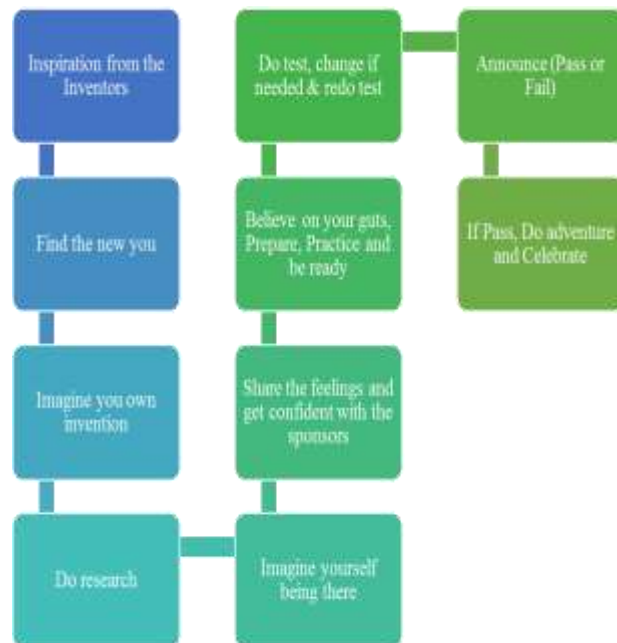 Inspiration from the
Inventors
Find the new you
Imagine you own
invention
Do research
Imagine yourself
being there
Share the feelings and
get confident with the
sponsors
Believe on your guts,
Prepare, Practice and
be ready
Do test, change if
needed & redo test
Announce (Pass or
Fail)
If Pass, Do adventure
and Celebrate